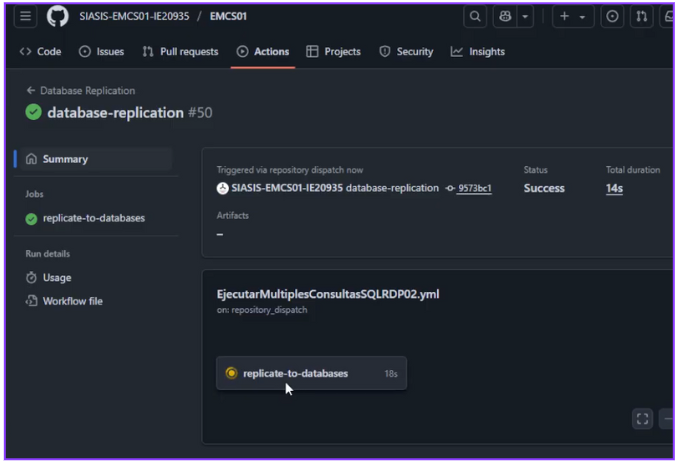 SIASIS-EMCS01-IE20935 / EMCS01
Code Issues Pull requests Actions Projects Security Insights
Database Replication
database-replication #50
Summary
Jobs
replicate-to-databases
Run details
Usage
Workflow file
Triggered via repository dispatch now
SIASIS-EMCS01-IE20935 database-replication 9573bc1
Status
Success
Total duration
14s
Artifacts
–
EjecutarMultiplesConsultasSQLRDP02.yml
on: repository_dispatch
replicate-to-databases 18s